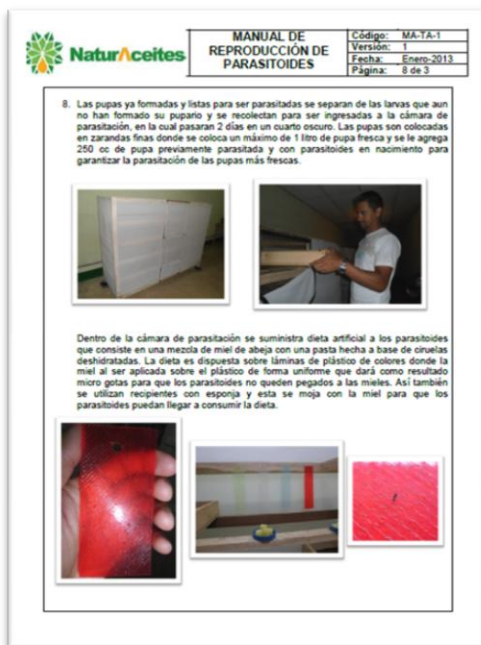 NaturAceites
MANUAL DE
REPRODUCCIÓN DE
PARASITOIDES
Código: MA-TA-1
Versión: 1
Fecha: Enero-2013
Página: 8 de 3
8. Las pupas ya formadas y listas para ser parasitadas se separan de las larvas que aun
no han formado su pupario y se recolectan para ser ingresadas a la cámara de
parasitación, en la cual pasaran 2 días en un cuarto oscuro. Las pupas son colocadas
en zarandas finas donde se coloca un máximo de 1 litro de pupa fresca y se le agrega
250 cc de pupa previamente parasitada y con parasitoides en nacimiento para
garantizar la parasitación de las pupas más frescas.
Dentro de la cámara de parasitación se suministra dieta artificial a los parasitoides
que consiste en una mezcla de miel de abeja con una pasta hecha a base de ciruelas
deshidratadas. La dieta es dispuesta sobre láminas de plástico de colores donde la
miel al ser aplicada sobre el plástico de forma uniforme que dará como resultado
micro gotas para que los parasitoides no queden pegados a las mieles. Así también
se utilizan recipientes con esponja y esta se moja con la miel para que los
parasitoides puedan llegar a consumir la dieta.